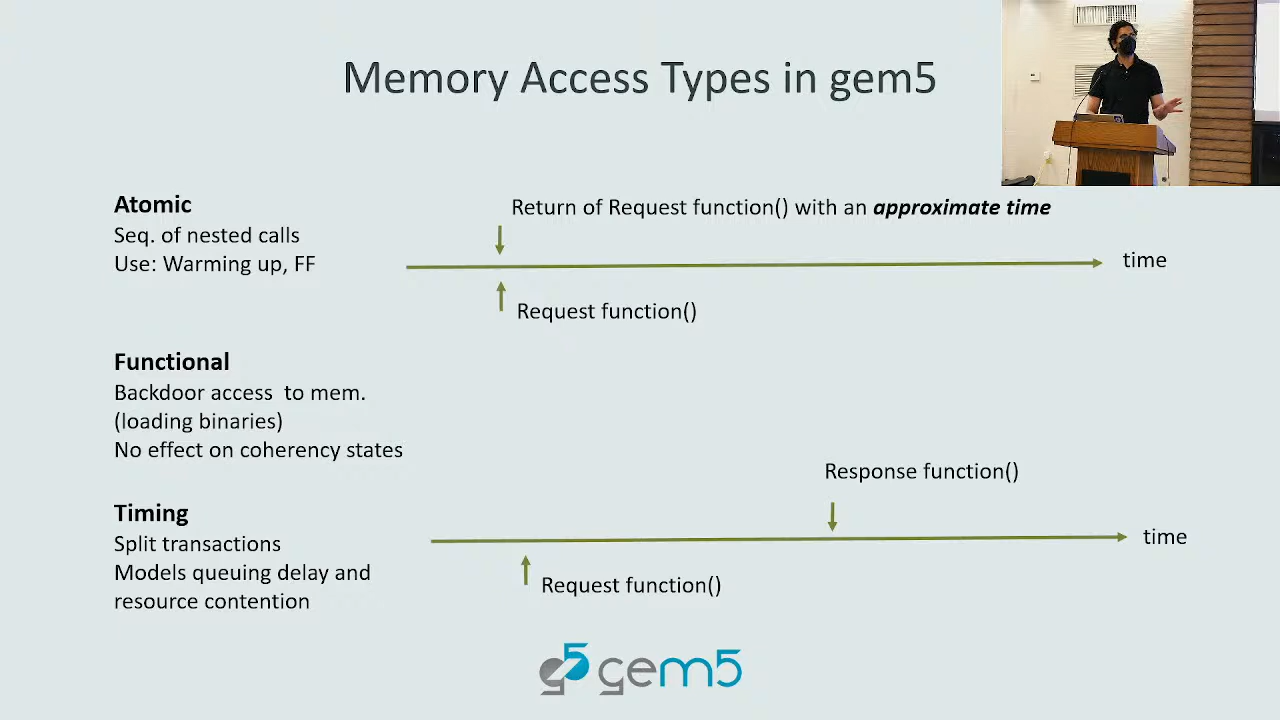 Memory Access Types in gem5
Atomic
Seq. of nested calls
Use: Warming up, FF
Return of Request function() with an approximate time
time
Request function()
Functional
Backdoor access  to mem.
(loading binaries)
No effect on coherency states
Timing
Split transactions
Models queuing delay and
resource contention
Response function()
time
Request function()
g5 gem5